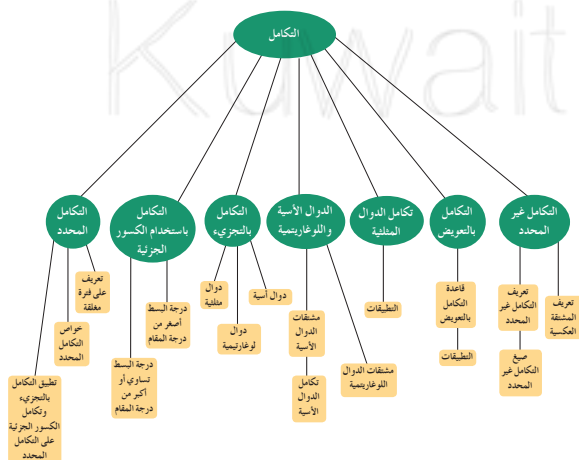 Kuwait
التكامل
التكامل غير
المحدد
التكامل
بالتعويض
تكامل الدوال
المثلثية
الدوال الأسية
واللوغاريتمية
التكامل
بالتجزيء
التكامل
باستخدام الكسور
الجزئية
التكامل
المحدد
تعريف
المشتقة
العكسية
تعريف
التكامل غير
المحدد
صيغ
التكامل غير
المحدد
قاعدة
التكامل
بالتعويض
التطبيقات
التطبيقات
مشتقات
الدوال
الأسية
تكامل
الدوال
الأسية
مشتقات الدوال
اللوغاريتمية
دوال أسية
دوال
لوغارتيمية
دوال
مثلثية
درجة البسط
أصغر من
درجة المقام
درجة البسط
تساوي أو
أكبر من
درجة المقام
تعريف
على فترة
مغلقة
خواص
التكامل
المحدد
تطبيق التكامل
بالتجزيء
وتكامل
الكسور الجزئية
على التكامل
المحدد